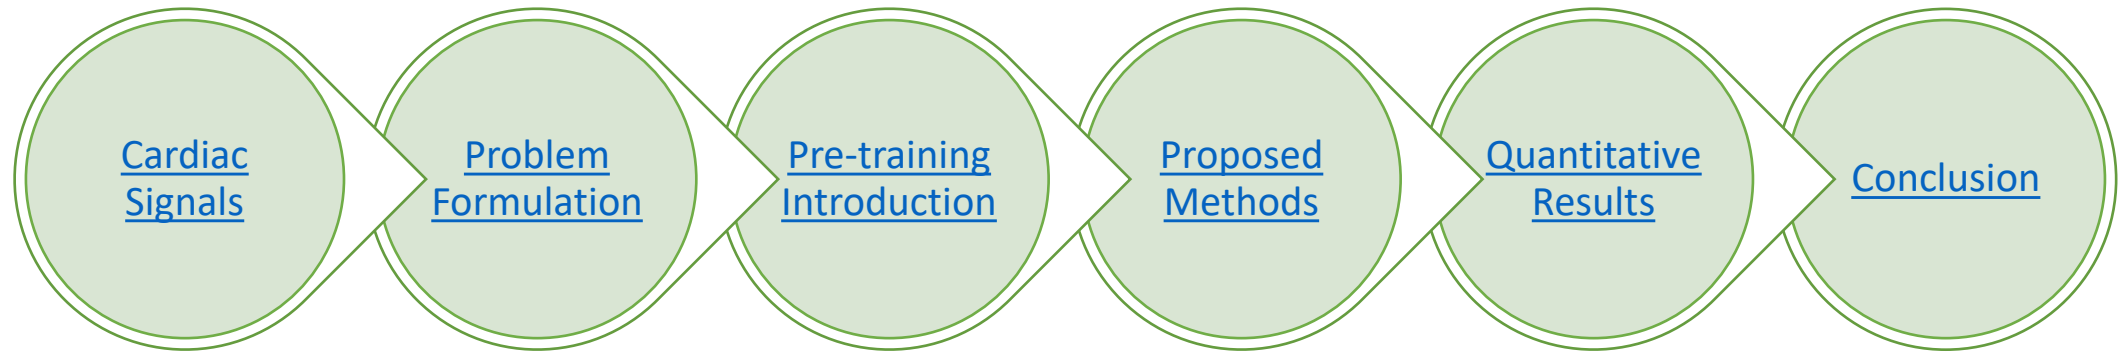 Cardiac
Signals
Problem
Formulation
Pre-training
Introduction
Proposed
Methods
Quantitative
Results
Conclusion